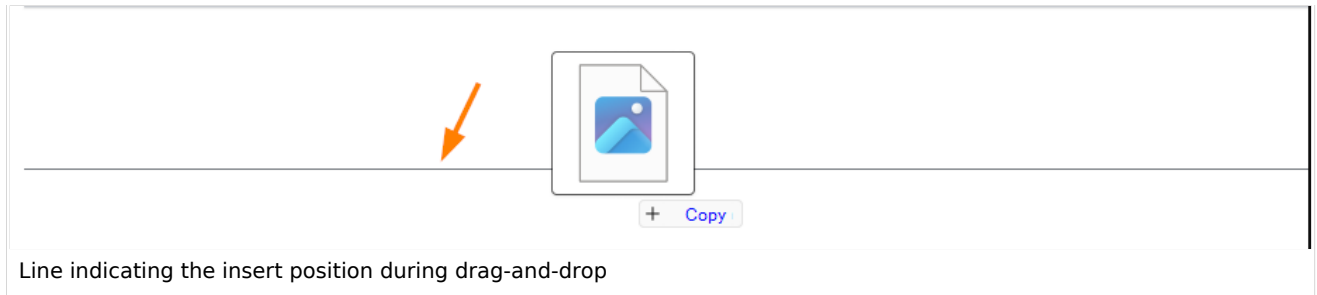 + Copy
Line indicating the insert position during drag-and-drop